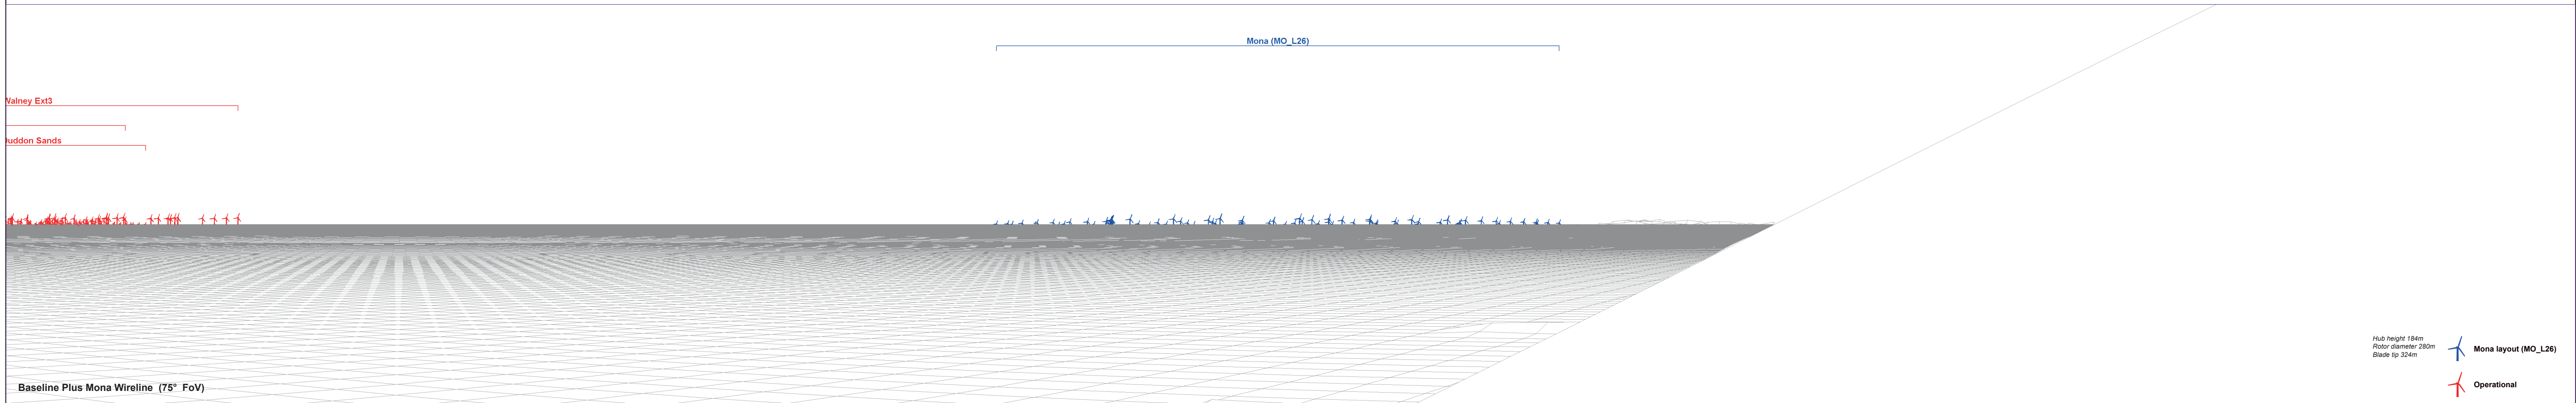 Mona (MO_L26)
Walney Ext3
Duddon Sands
Hub height 184m
Rotor diameter 280m
Blade tip 324m
Mona layout (MO_L26)
Baseline Plus Mona Wireline (75° FoV)
Operational